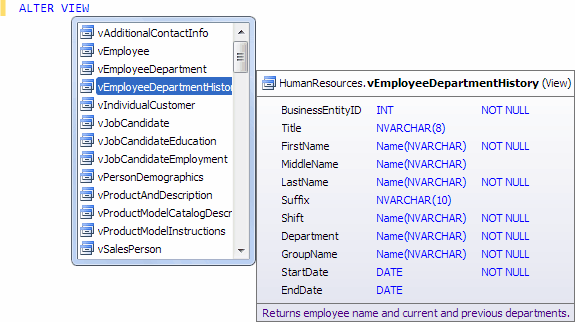 ALTER VIEW
vAdditionalContactInfo
vEmployee
vEmployeeDepartment
vEmployeeDepartmentHistor
vIndividualCustomer
vJobCandidate
vJobCandidateEducation
vJobCandidateEmployment
vPersonDemographics
vProductAndDescription
vProductModelCatalogDescr
vProductModelInstructions
vSalesPerson
HumanResources.vEmployeeDepartmentHistory (View)
BusinessEntityID INT NOT NULL
Title NVARCHAR(8)
FirstName Name(NVARCHAR) NOT NULL
MiddleName Name(NVARCHAR)
LastName Name(NVARCHAR) NOT NULL
Suffix NVARCHAR(10)
Shift Name(NVARCHAR) NOT NULL
Department Name(NVARCHAR) NOT NULL
GroupName Name(NVARCHAR) NOT NULL
StartDate DATE NOT NULL
EndDate DATE
Returns employee name and current and previous departments.